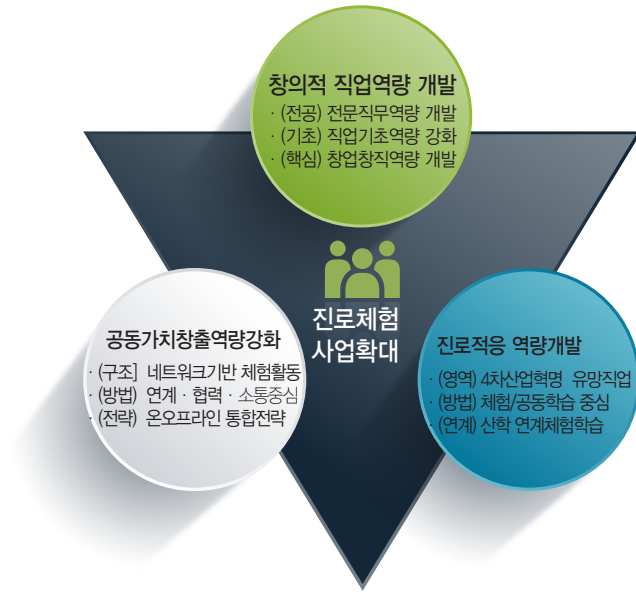 창의적 직업역량 개발
· (전공) 전문직무역량 개발
· (기초) 직업기초역량 강화
· (핵심) 창업창직역량 개발
진로체험
사업확대
공동가치창출역량강화
· (구조] 네트워크기반 체험활동
· (방법) 연계 · 협력 · 소통중심
· (전략) 온오프라인 통합전략
진로적응 역량개발
· (영역) 4차산업혁명 유망직업
· (방법) 체험/공동학습 중심
· (연계) 산학 연계체험학습